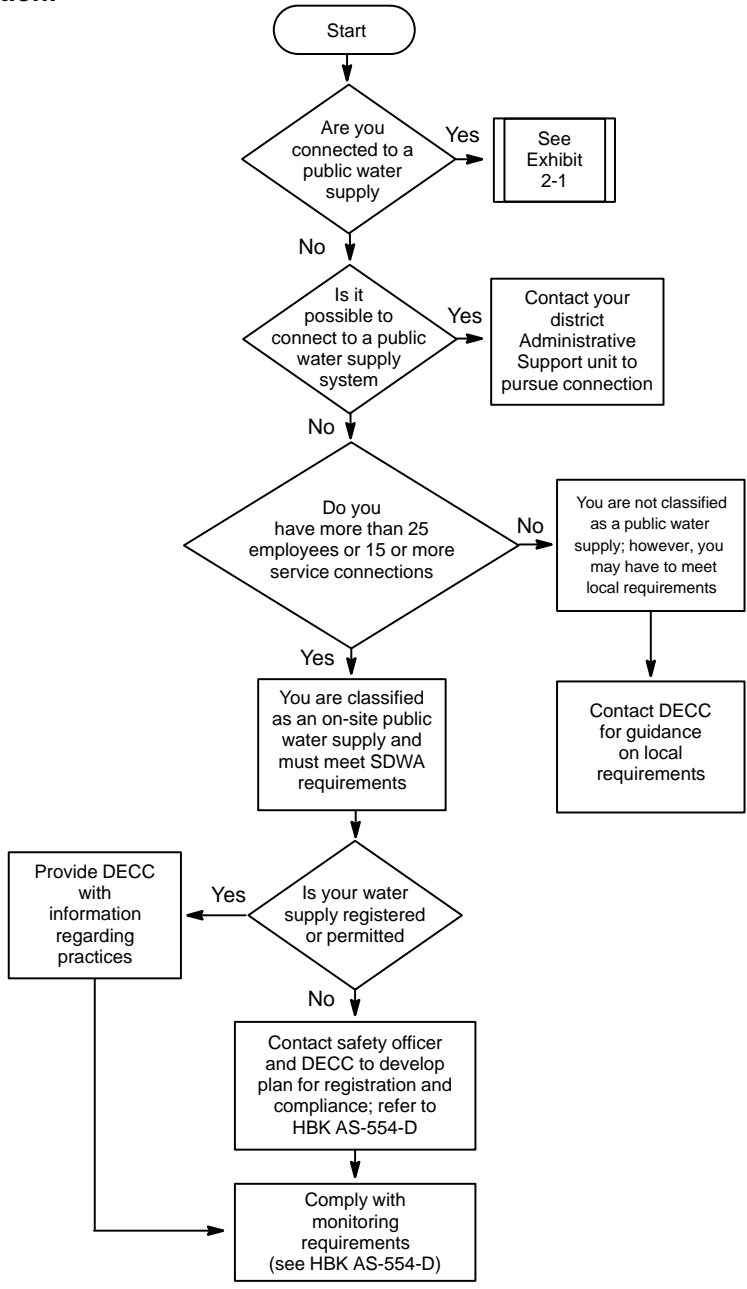 Start
Are you
connected to a
public water
supply
Yes
See
Exhibit
2-1
No
Is it
possible to
connect to a public
water supply
system
Yes
Contact your
district
Administrative
Support unit to
pursue connection
No
Do you
have more than 25
employees or 15 or more
service connections
No
You are not classified
as a public water
supply; however, you
may have to meet
local requirements
Contact DECC
for guidance
on local
requirements
Yes
You are classified
as an on-site public
water supply and
must meet SDWA
requirements
Is your water
supply registered
or permitted
Yes
Provide DECC
with
information
regarding
practices
No
Contact safety officer
and DECC to develop
plan for registration and
compliance; refer to
HBK AS-554-D
Comply with
monitoring
requirements
(see HBK AS-554-D)